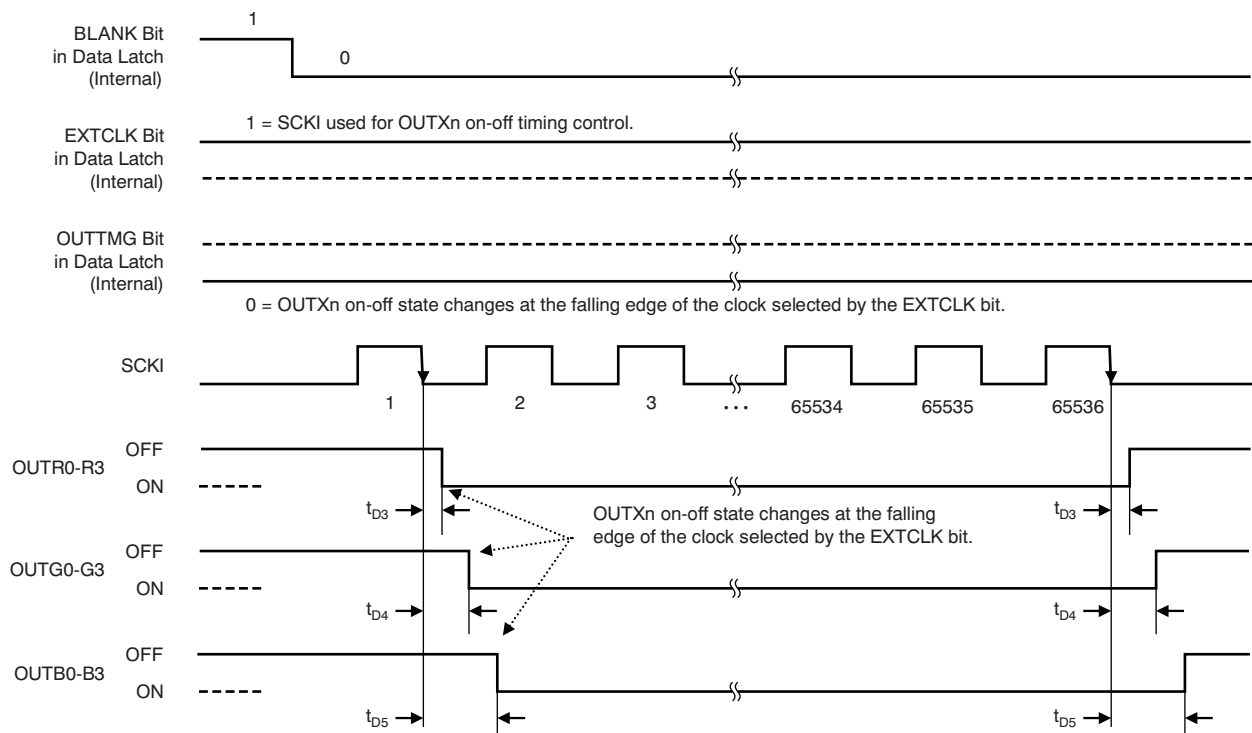 1
BLANK Bit
in Data Latch
(Internal)
0
1 = SCKI used for OUTXn on-off timing control.
EXTCLK Bit
in Data Latch
(Internal)
OUTTMG Bit
in Data Latch
(Internal)
0 = OUTXn on-off state changes at the falling edge of the clock selected by the EXTCLK bit.
SCKI
1 2 3 ... 65534 65535 65536
OFF
OUTR0-R3
ON
tD3 tD3
OUTXn on-off state changes at the falling
edge of the clock selected by the EXTCLK bit.
OFF
OUTG0-G3
ON
tD4 tD4
OFF
OUTB0-B3
ON
tD5 tD5